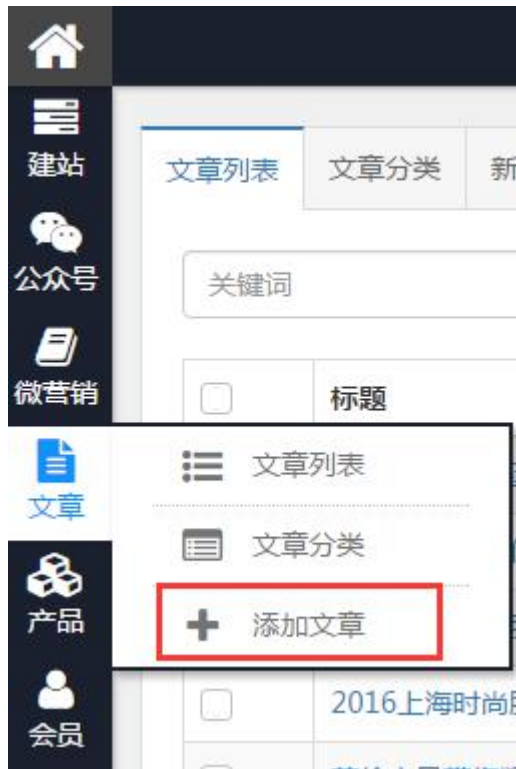 建站
公众号
微营销
文章
产品
会员
文章列表
文章分类
新
关键词
标题
文章列表
文章分类
添加文章
2016上海时尚